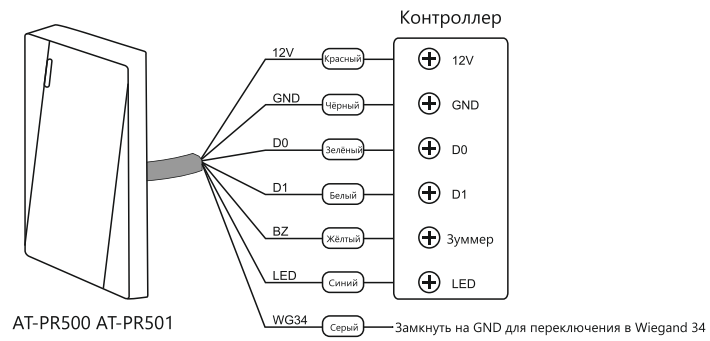 Контроллер
12V Красный 12V
GND Чёрный GND
D0 Зелёный D0
D1 Белый D1
BZ Жёлтый Зуммер
LED Синий LED
WG34 Серый Замкнуть на GND для переключения в Wiegand 34
AT-PR500 AT-PR501